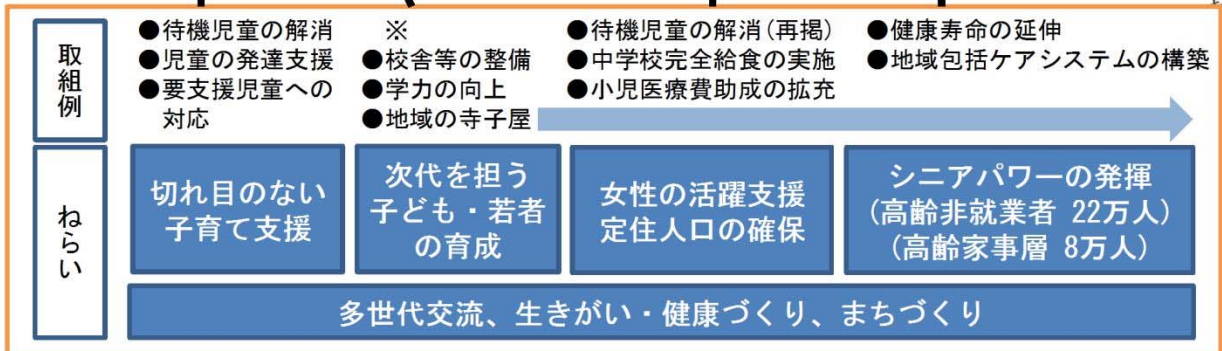 取組例
●待機児童の解消
●児童の発達支援
●要支援児童への
対応
※
●校舎等の整備
●学力の向上
●地域の寺子屋
●待機児童の解消(再掲)
●中学校完全給食の実施
●小児医療費助成の拡充
●健康寿命の延伸
●地域包括ケアシステムの構築
ねらい
切れ目のない
子育て支援
次代を担う
子ども・若者
の育成
女性の活躍支援
定住人口の確保
シニアパワーの発揮
(高齢非就業者 22万人)
(高齢家事層 8万人)
多世代交流、生きがい・健康づくり、まちづくり